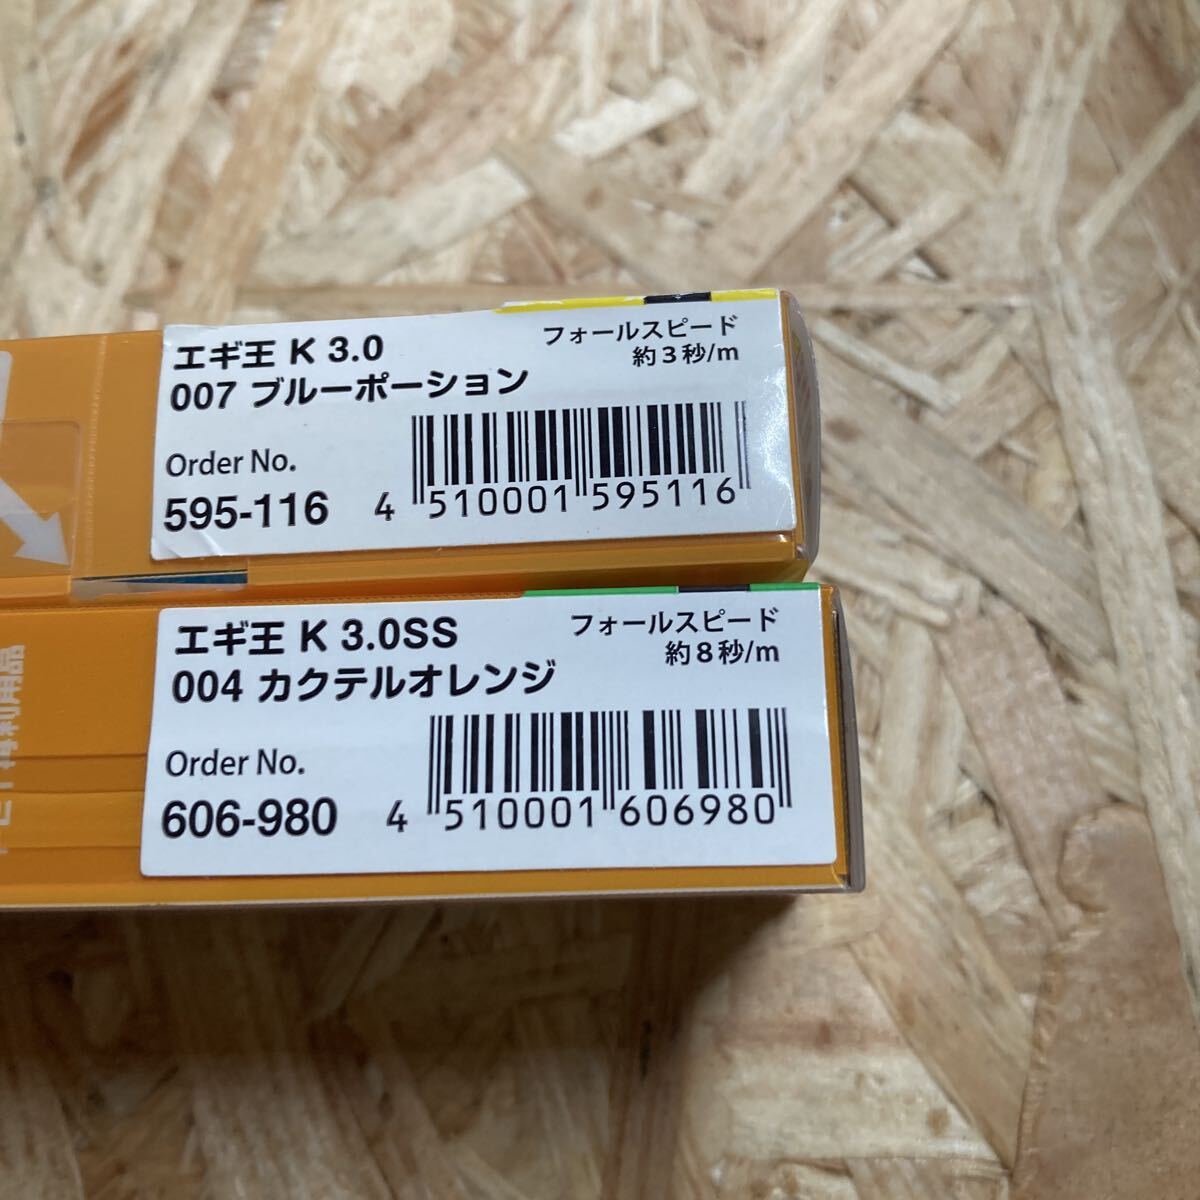 エギ王 K 3.0
フォールスピード
約3秒/m
007 ブルーポーション
Order No.
595-116
4 510001 595116
エギ王 K 3.0SS
フォールスピード
約8秒/m
004 カクテルオレンジ
Order No.
606-980
4 510001 606980